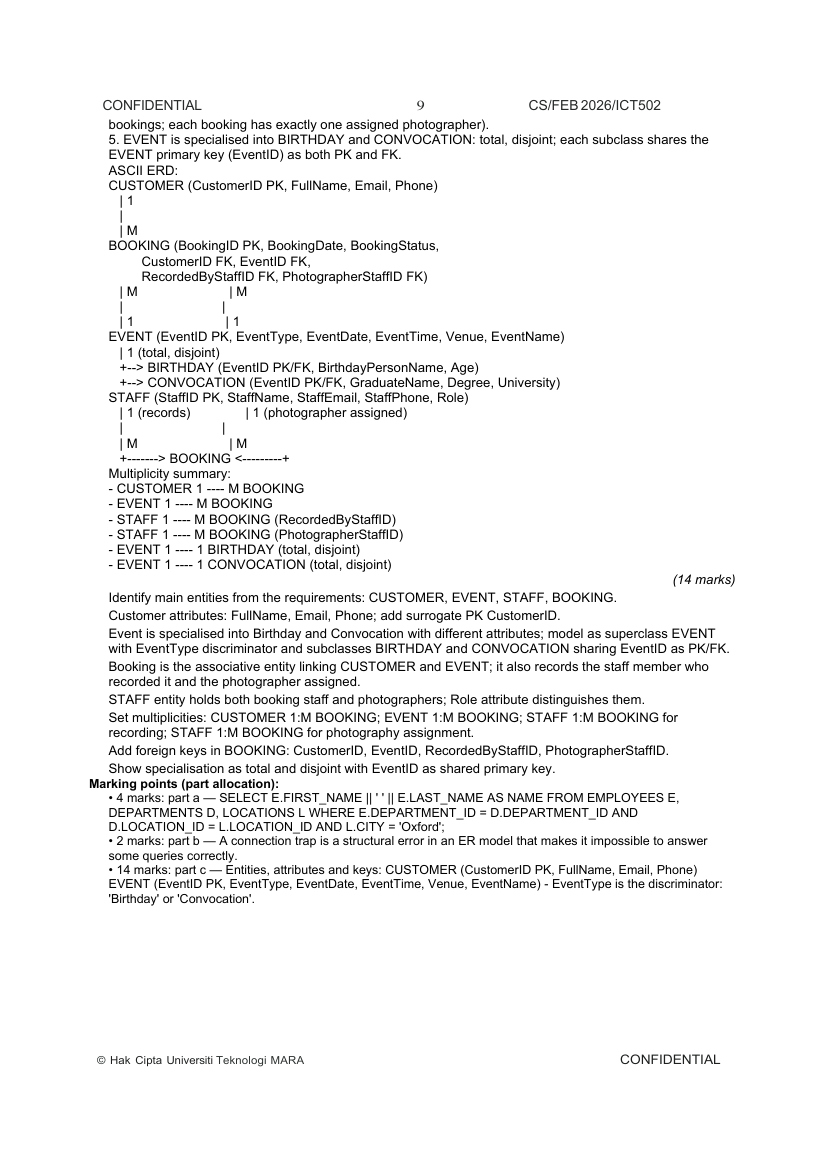 CONFIDENTIAL 9 CS/FEB 2026/ICT502
bookings; each booking has exactly one assigned photographer).
5. EVENT is specialised into BIRTHDAY and CONVOCATION: total, disjoint; each subclass shares the
EVENT primary key (EventID) as both PK and FK.
ASCII ERD:
CUSTOMER (CustomerID PK, FullName, Email, Phone)
| 1
|
| M
BOOKING (BookingID PK, BookingDate, BookingStatus,
CustomerID FK, EventID FK,
RecordedByStaffID FK, PhotographerStaffID FK)
| M | M
| |
| 1 | 1
EVENT (EventID PK, EventType, EventDate, EventTime, Venue, EventName)
| 1 (total, disjoint)
+--> BIRTHDAY (EventID PK/FK, BirthdayPersonName, Age)
+--> CONVOCATION (EventID PK/FK, GraduateName, Degree, University)
STAFF (StaffID PK, StaffName, StaffEmail, StaffPhone, Role)
| 1 (records) | 1 (photographer assigned)
| |
| M | M
+-------> BOOKING <---------+
Multiplicity summary:
- CUSTOMER 1 ---- M BOOKING
- EVENT 1 ---- M BOOKING
- STAFF 1 ---- M BOOKING (RecordedByStaffID)
- STAFF 1 ---- M BOOKING (PhotographerStaffID)
- EVENT 1 ---- 1 BIRTHDAY (total, disjoint)
- EVENT 1 ---- 1 CONVOCATION (total, disjoint)
(14 marks)
Identify main entities from the requirements: CUSTOMER, EVENT, STAFF, BOOKING.
Customer attributes: FullName, Email, Phone; add surrogate PK CustomerID.
Event is specialised into Birthday and Convocation with different attributes; model as superclass EVENT
with EventType discriminator and subclasses BIRTHDAY and CONVOCATION sharing EventID as PK/FK.
Booking is the associative entity linking CUSTOMER and EVENT; it also records the staff member who
recorded it and the photographer assigned.
STAFF entity holds both booking staff and photographers; Role attribute distinguishes them.
Set multiplicities: CUSTOMER 1:M BOOKING; EVENT 1:M BOOKING; STAFF 1:M BOOKING for
recording; STAFF 1:M BOOKING for photography assignment.
Add foreign keys in BOOKING: CustomerID, EventID, RecordedByStaffID, PhotographerStaffID.
Show specialisation as total and disjoint with EventID as shared primary key.
Marking points (part allocation):
• 4 marks: part a — SELECT E.FIRST_NAME || ' ' || E.LAST_NAME AS NAME FROM EMPLOYEES E,
DEPARTMENTS D, LOCATIONS L WHERE E.DEPARTMENT_ID = D.DEPARTMENT_ID AND
D.LOCATION_ID = L.LOCATION_ID AND L.CITY = 'Oxford';
• 2 marks: part b — A connection trap is a structural error in an ER model that makes it impossible to answer
some queries correctly.
• 14 marks: part c — Entities, attributes and keys: CUSTOMER (CustomerID PK, FullName, Email, Phone)
EVENT (EventID PK, EventType, EventDate, EventTime, Venue, EventName) - EventType is the discriminator:
'Birthday' or 'Convocation'.
© Hak Cipta Universiti Teknologi MARA CONFIDENTIAL